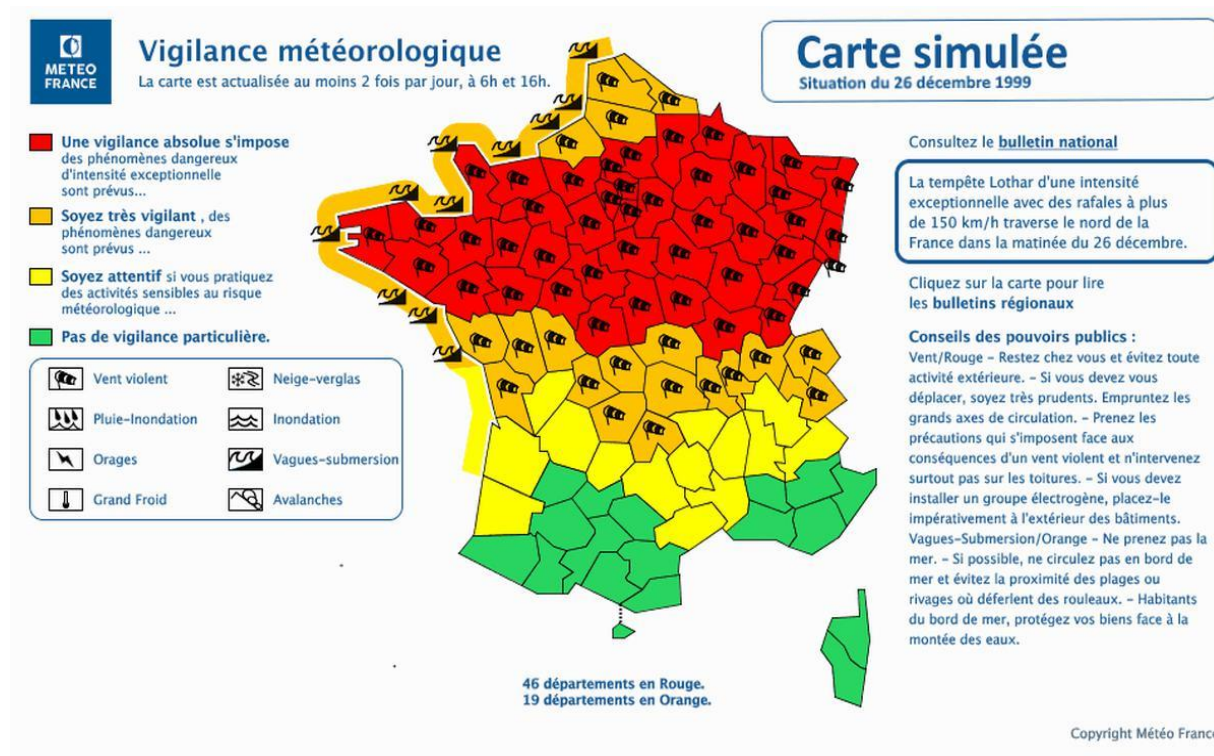 METEO
FRANCE
Vigilance météorologique
La carte est actualisée au moins 2 fois par jour, à 6h et 16h.
Carte simulée
Situation du 26 décembre 1999
Une vigilance absolue s'impose
des phénomènes dangereux
d'intensité exceptionnelle
sont prévus...
Soyez très vigilant , des
phénomènes dangereux
sont prévus ...
Soyez attentif si vous pratiquez
des activités sensibles au risque
météorologique ...
Pas de vigilance particulière.
Vent violent
Neige-verglas
Pluie-Inondation
Inondation
Orages
Vagues-submersion
Grand Froid
Avalanches
46 départements en Rouge.
19 départements en Orange.
Consultez le bulletin national
La tempête Lothar d'une intensité
exceptionnelle avec des rafales à plus
de 150 km/h traverse le nord de la
France dans la matinée du 26 décembre.
Cliquez sur la carte pour lire
les bulletins régionaux
Conseils des pouvoirs publics :
Vent/Rouge – Restez chez vous et évitez toute
activité extérieure. – Si vous devez vous
déplacer, soyez très prudents. Empruntez les
grands axes de circulation. – Prenez les
précautions qui s'imposent face aux
conséquences d'un vent violent et n'intervenez
surtout pas sur les toitures. – Si vous devez
installer un groupe électrogène, placez-le
impérativement à l'extérieur des bâtiments.
Vagues-Submersion/Orange – Ne prenez pas la
mer. – Si possible, ne circulez pas en bord de
mer et évitez la proximité des plages ou
rivages où déferlent des rouleaux. – Habitants
du bord de mer, protégez vos biens face à la
montée des eaux.
Copyright Météo France